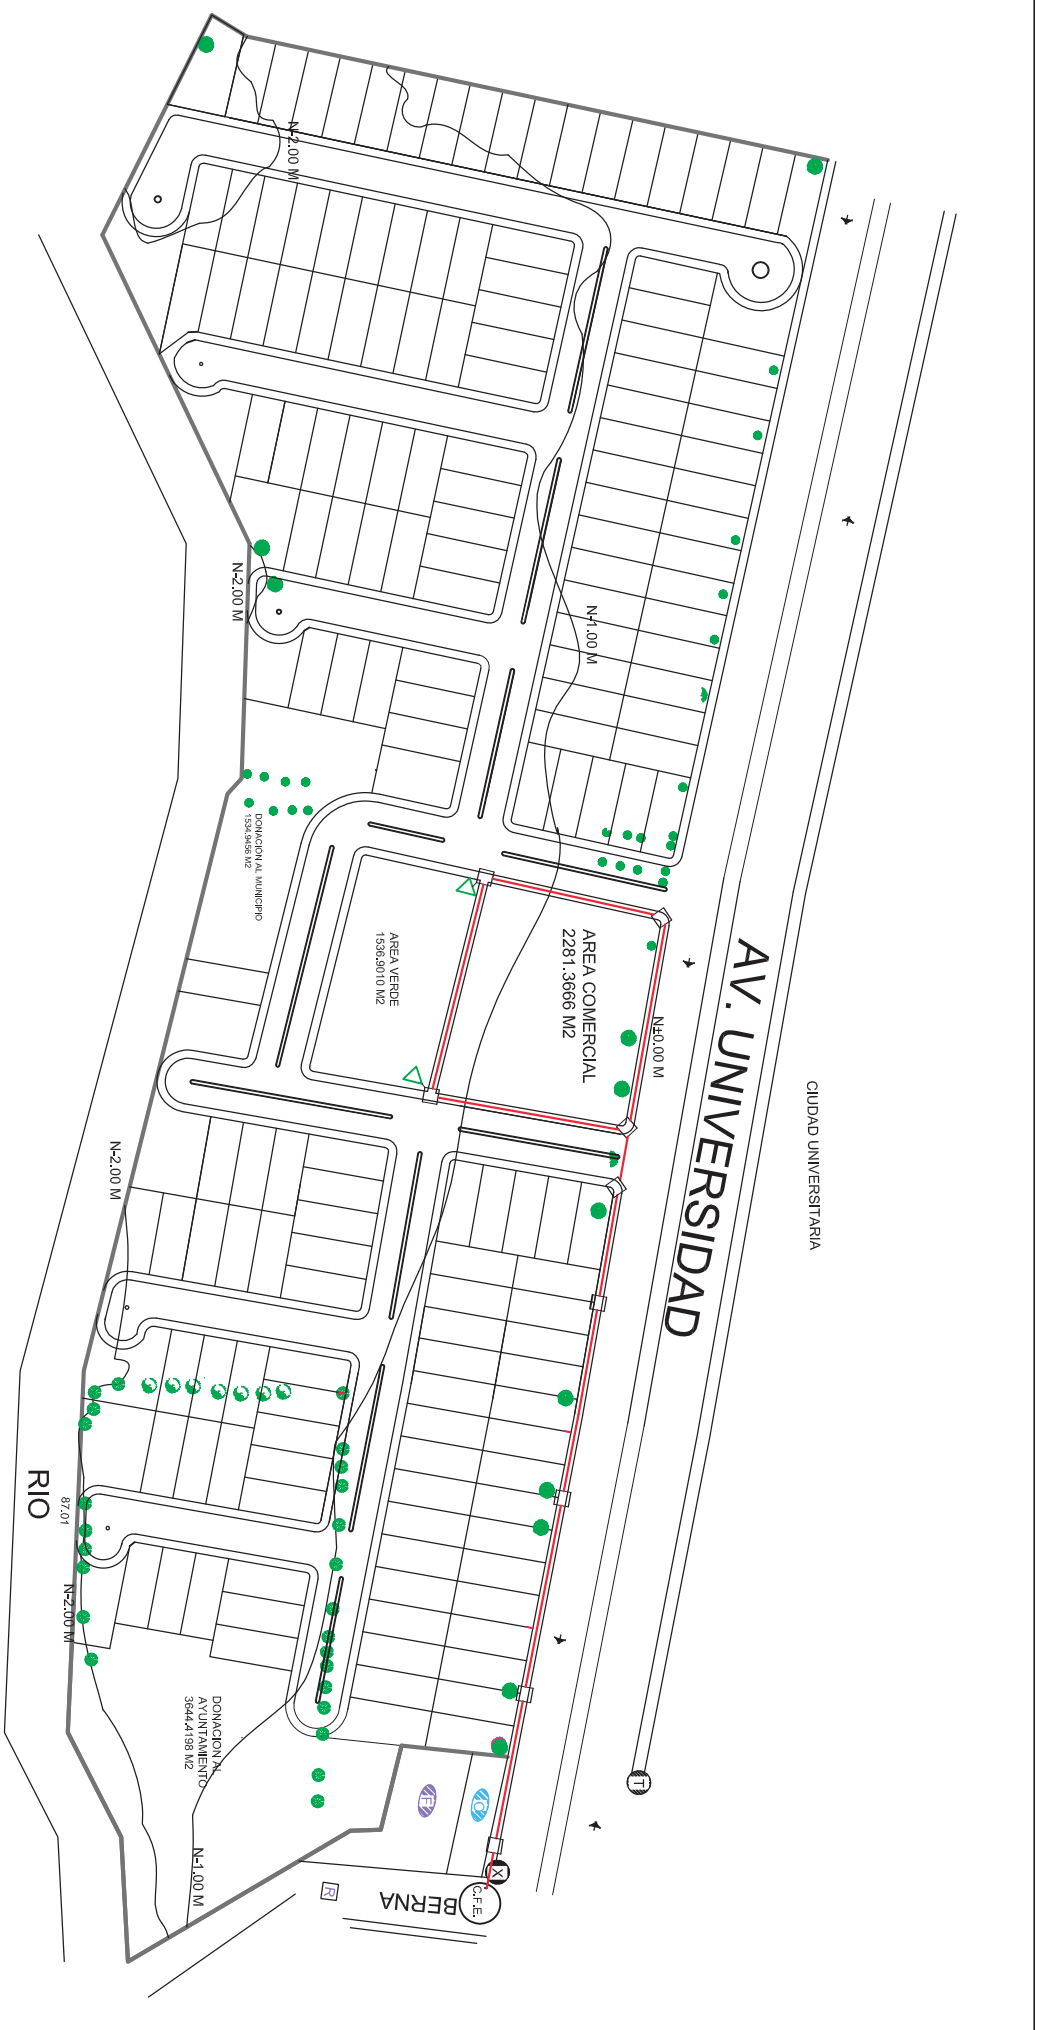 N-2.00 M
N-2.00 M
N-1.00 M
DONACION AL MUNICIPIO
1534.9456 M2
AREA VERDE
1536.9010 M2
AREA COMERCIAL
2281.3666 M2
N±0.00 M
AV. UNIVERSIDAD
CIUDAD UNIVERSITARIA
N-2.00 M
RIO
87.01
N-2.00 M
DONACION AL
AYUNTAMIENTO
3644.4198 M2
N-1.00 M
T
F
C
X
C.F.E.
R
BERNA